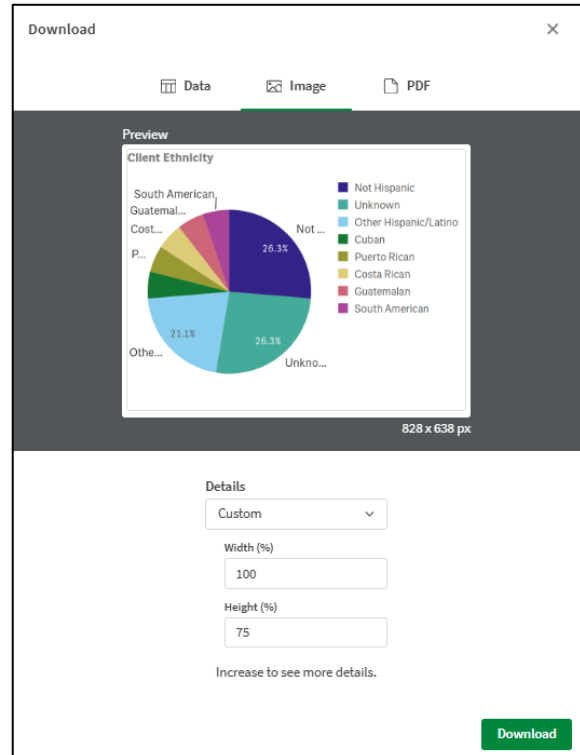 Download
Data
Image
PDF
Preview
Client Ethnicity
South American
Guatemal...
Cost...
P...
Othe...
Not ...
Unkno...
26.3%
26.3%
21.1%
Not Hispanic
Unknown
Other Hispanic/Latino
Cuban
Puerto Rican
Costa Rican
Guatemalan
South American
828 x 638 px
Details
Custom
Width (%)
100
Height (%)
75
Increase to see more details.
Download